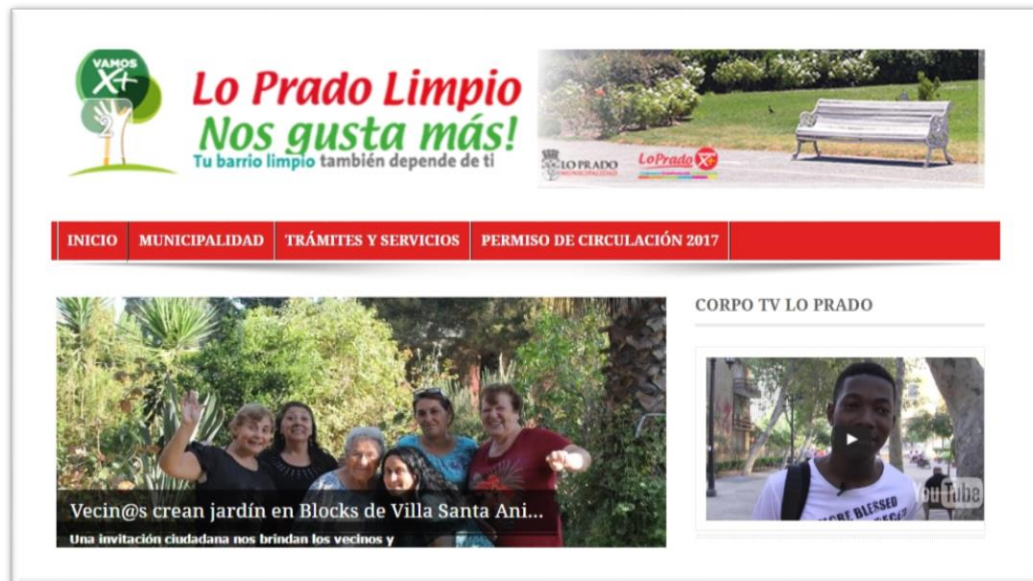 VAMOS
X+
Lo Prado Limpio
Nos gusta más!
Tu barrio limpio también depende de ti
LO PRADO
MUNICIPALIDAD
LoPrado X+
INICIO
MUNICIPALIDAD
TRÁMITES Y SERVICIOS
PERMISO DE CIRCULACIÓN 2017
CORPO TV LO PRADO
Vecin@s crean jardín en Blocks de Villa Santa Ani...
Una invitación ciudadana nos brindan los vecinos y
YouTube
BLESSED